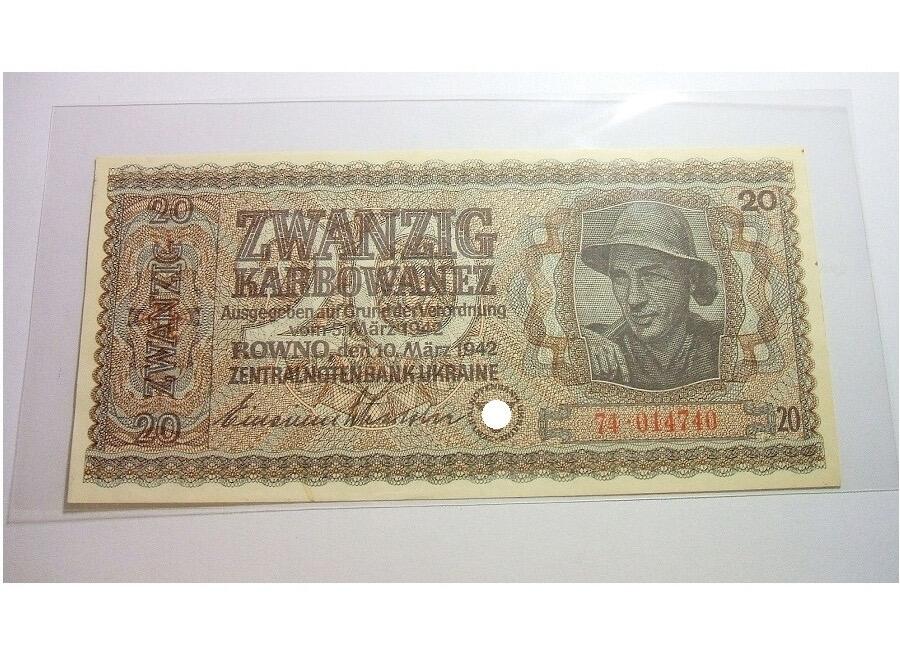 20
ZWANZIG
20
ZWANZIG
KARBOWANEZ
Ausgegeben auf Grund der Verordnung
vom 5. März 1942
ROWNO, den 10. März 1942
ZENTRALNOTENBANK UKRAINE
20
74·014740
20